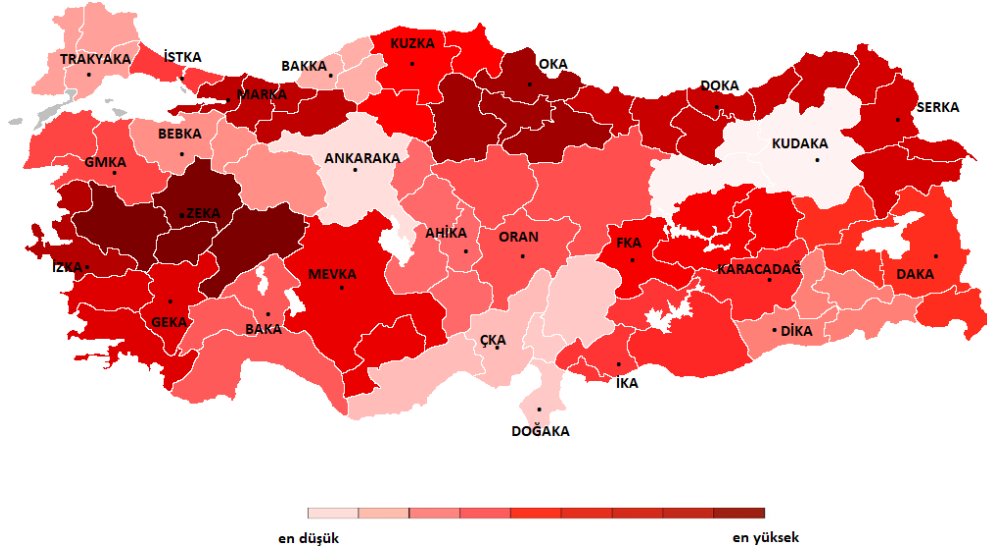 KUZKA
İSTKA
TRAKYAKA
BAKKA
OKA
DOKA
MARKA
SERKA
BEBKA
KUDAKA
ANKARAKA
GMKA
ZEKA
AHİKA
ORAN
FKA
İZKA
MEVKA
KARACADAĞ
DAKA
GEKA
BAKA
DİKA
ÇKA
İKA
DOĞAKA
en düşük
en yüksek